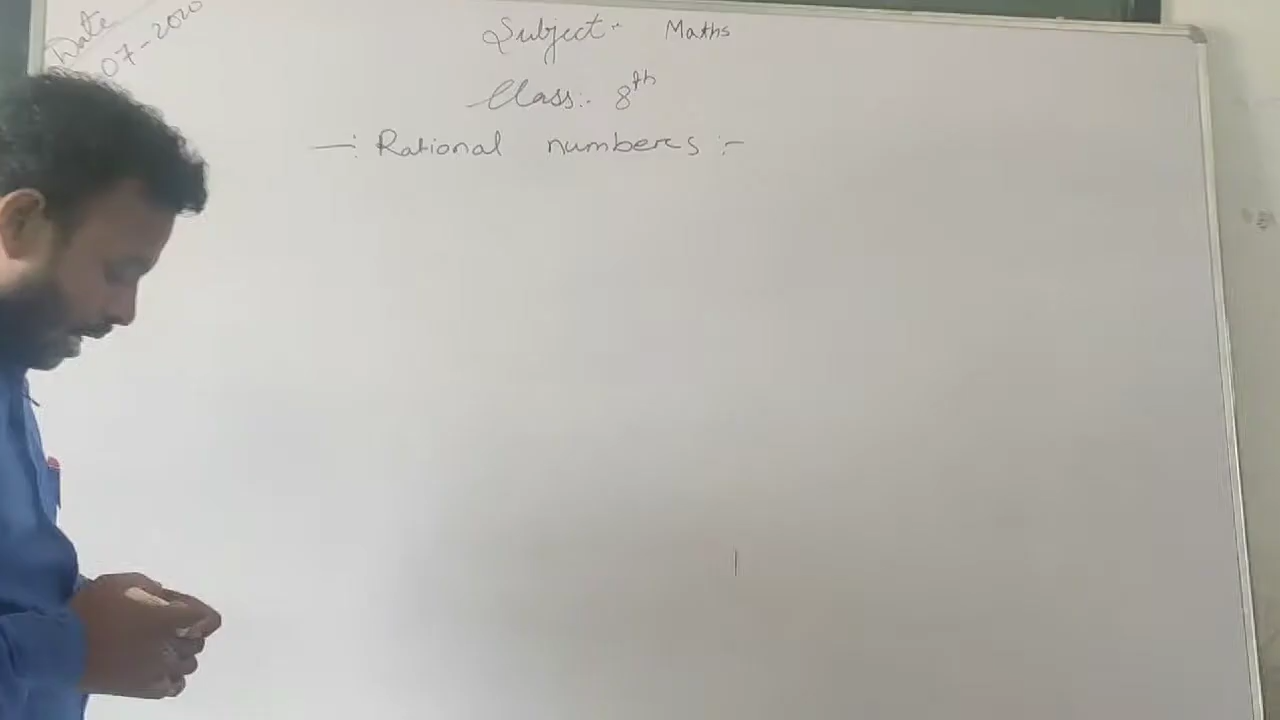 Date
07-2020
Subject:- Maths
Class:- 8th
—: Rational numbers :-